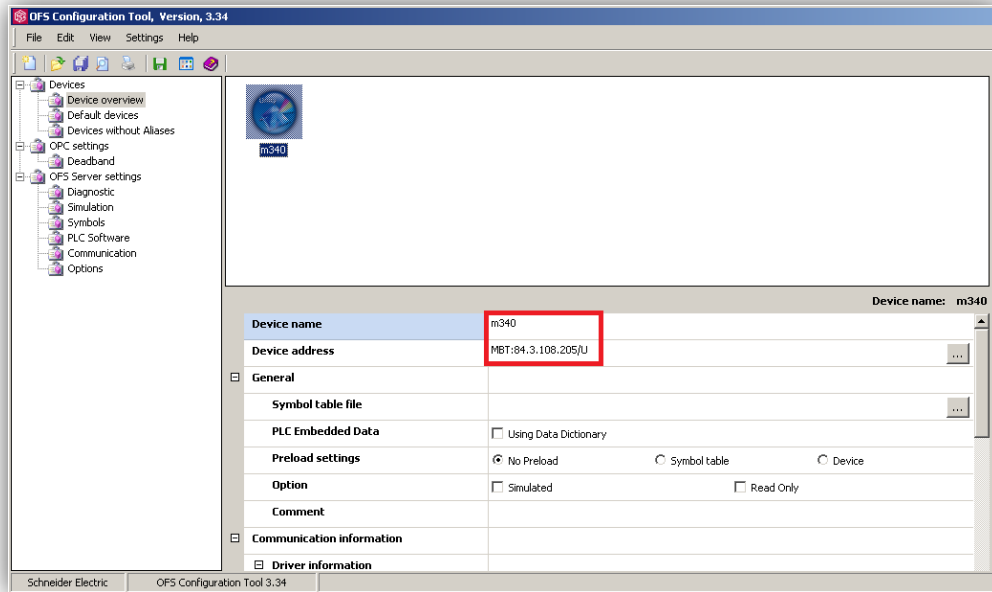 OFS Configuration Tool, Version, 3.34
File Edit View Settings Help
Devices
Device overview
Default devices
Devices without Aliases
OPC settings
Deadband
OFS Server settings
Diagnostic
Simulation
Symbols
PLC Software
Communication
Options
m340
Device name: m340
Device name m340
Device address MBT:84.3.108.205/U ...
General
Symbol table file ...
PLC Embedded Data Using Data Dictionary
Preload settings No Preload Symbol table Device
Option Simulated Read Only
Comment
Communication information
Driver information
Schneider Electric OFS Configuration Tool 3.34